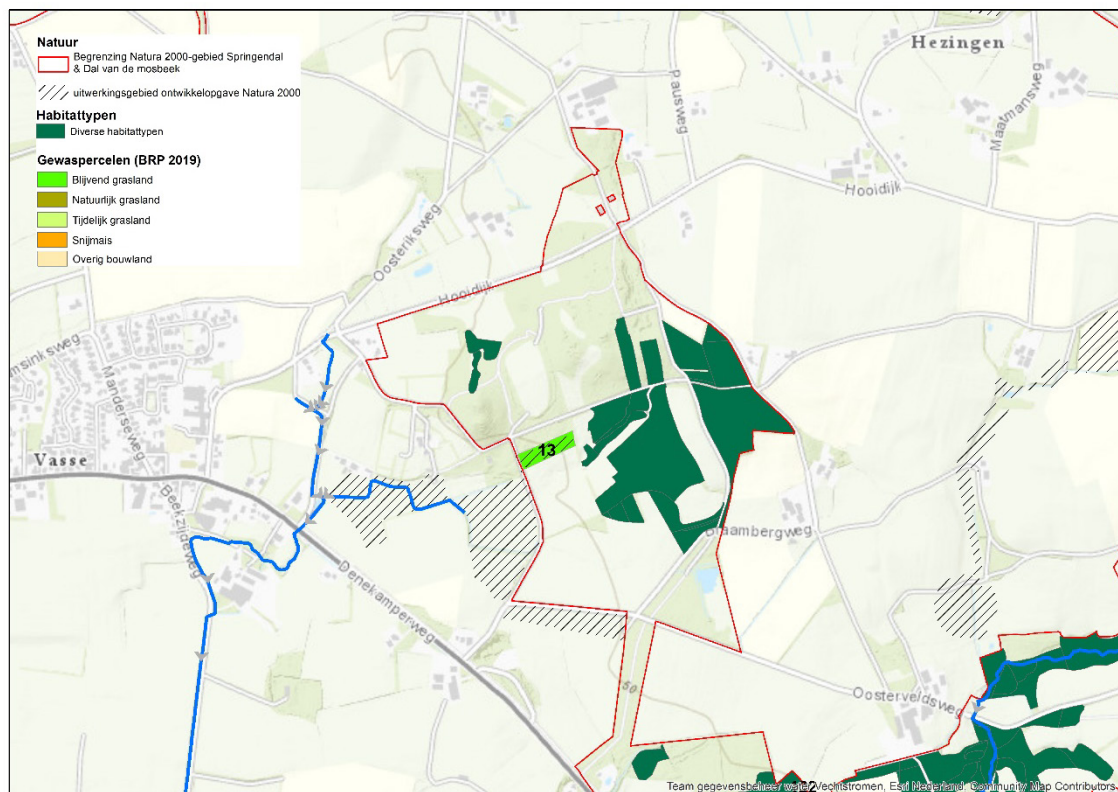 Natuur
Begrenzing Natura 2000-gebied Springendal
& Dal van de mosbeek
uitwerkingsgebied ontwikkelopgave Natura 2000
Habitattypen
Diverse habitattypen
Gewaspercelen (BRP 2019)
Blijvend grasland
Natuurlijk grasland
Tijdelijk grasland
Snijmais
Overig bouwland
Hezingen
Pausweg
Maatmansweg
Hooidijk
Oosteriksweg
Hooidijk
Manderseweg
Vasse
13
Beekzijdeweg
Braambergweg
Denekamperweg
50
Oosterveldsweg
Team gegevensbeheer water Vechtstromen, Esri Nederland, Community Map Contributors